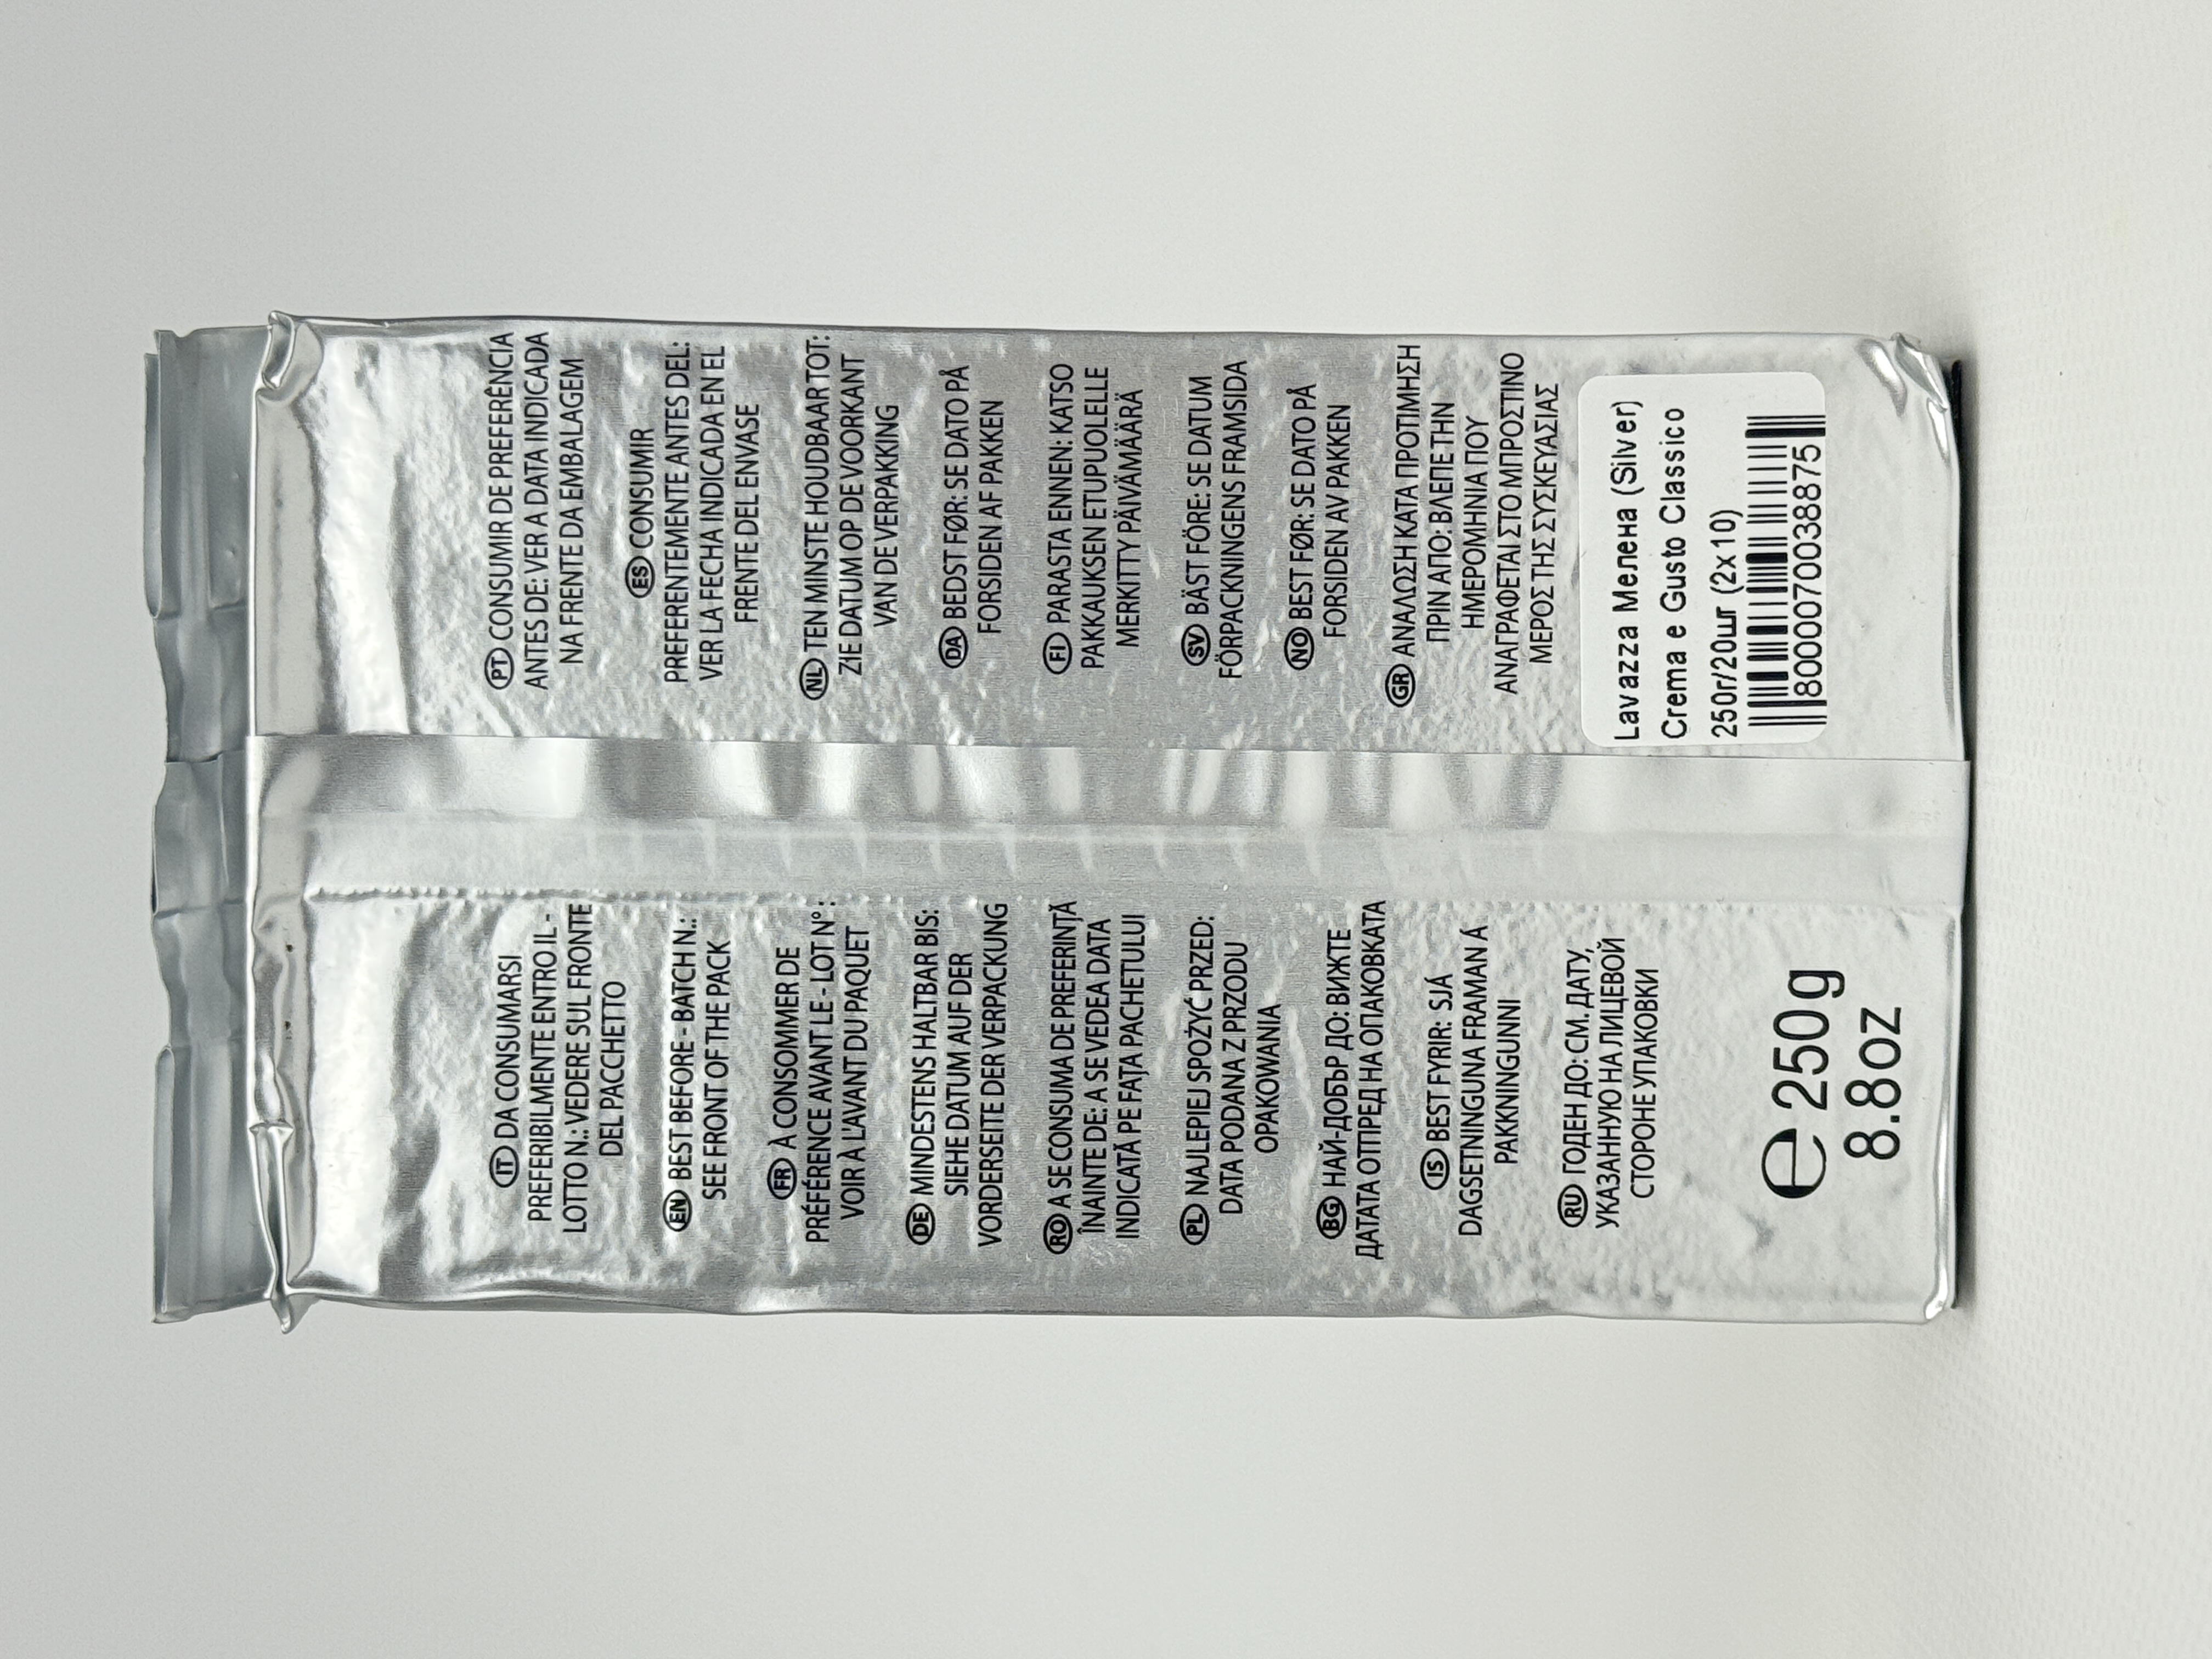 IT DA CONSUMARSI
PREFERIBILMENTE ENTRO IL -
LOTTO N.: VEDERE SUL FRONTE
DEL PACCHETTO
EN BEST BEFORE - BATCH N.:
SEE FRONT OF THE PACK
FR À CONSOMMER DE
PRÉFÉRENCE AVANT LE - LOT N° :
VOIR À LAVANT DU PAQUET
DE MINDESTENS HALTBAR BIS:
SIEHE DATUM AUF DER
VORDERSEITE DER VERPACKUNG
RO A SE CONSUMA DE PREFERINŢĂ
ÎNAINTE DE: A SE VEDEA DATA
INDICATĂ PE FAŢA PACHETULUI
PL NAJLEPIEJ SPOŻYĆ PRZED:
DATA PODANA Z PRZODU
OPAKOWANIA
BG НАЙ-ДОБЪР ДО: ВИЖТЕ
ДАТАТА ОТПРЕД НА ОПАКОВКАТА
IS BEST FYRIR: SJÁ
DAGSETNINGUNA FRAMAN Á
PAKNINGUNNI
RU ГОДЕН ДО: СМ. ДАТУ,
УКАЗАННУЮ НА ЛИЦЕВОЙ
СТОРОНЕ УПАКОВКИ
e 250g
8.8oz
PT CONSUMIR DE PREFERÊNCIA
ANTES DE: VER A DATA INDICADA
NA FRENTE DA EMBALAGEM
ES CONSUMIR
PREFERENTEMENTE ANTES DEL:
VER LA FECHA INDICADA EN EL
FRENTE DEL ENVASE
NL TEN MINSTE HOUDBAAR TOT:
ZIE DATUM OP DE VOORKANT
VAN DE VERPAKKING
DA BEDST FØR: SE DATO PÅ
FORSIDEN AF PAKKEN
FI PARASTA ENNEN: KATSO
PAKKAUKSEN ETUPUOLELLE
MERKITTY PÄIVÄMÄÄRÄ
SV BÄST FÖRE: SE DATUM
FÖRPACKNINGENS FRAMSIDA
NO BEST FØR: SE DATO PÅ
FORSIDEN AV PAKKEN
GR ΑΝΑΛΩΣΗ ΚΑΤΑ ΠΡΟΤΙΜΗΣΗ
ΠΡΙΝ ΑΠΟ: ΒΛΕΠΕ ΤΗΝ
ΗΜΕΡΟΜΗΝΙΑ ΠΟΥ
ΑΝΑΓΡΑΦΕΤΑΙ ΣΤΟ ΜΠΡΟΣΤΙΝΟ
ΜΕΡΟΣ ΤΗΣ ΣΥΣΚΕΥΑΣΙΑΣ
Lavazza Мелена (Silver)
Crema e Gusto Classico
250г/20шт (2x10)
8000070038875